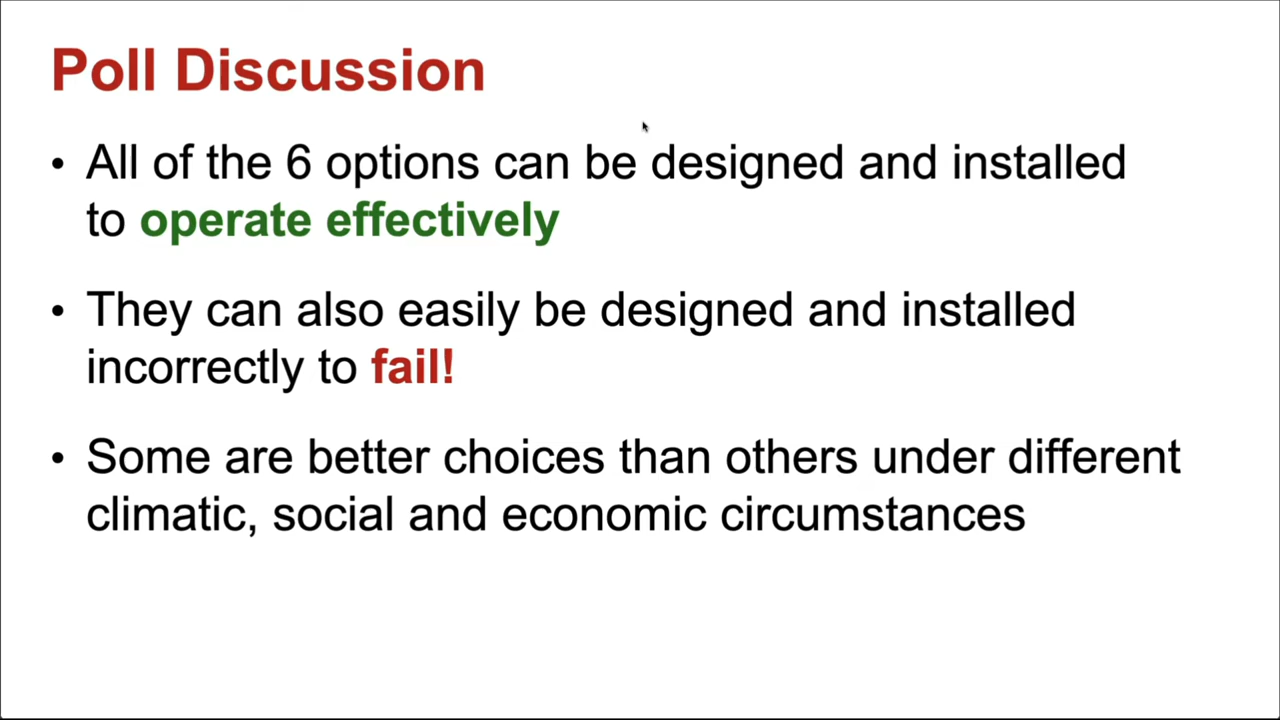 Poll Discussion
• All of the 6 options can be designed and installed
to operate effectively
• They can also easily be designed and installed
incorrectly to fail!
• Some are better choices than others under different
climatic, social and economic circumstances